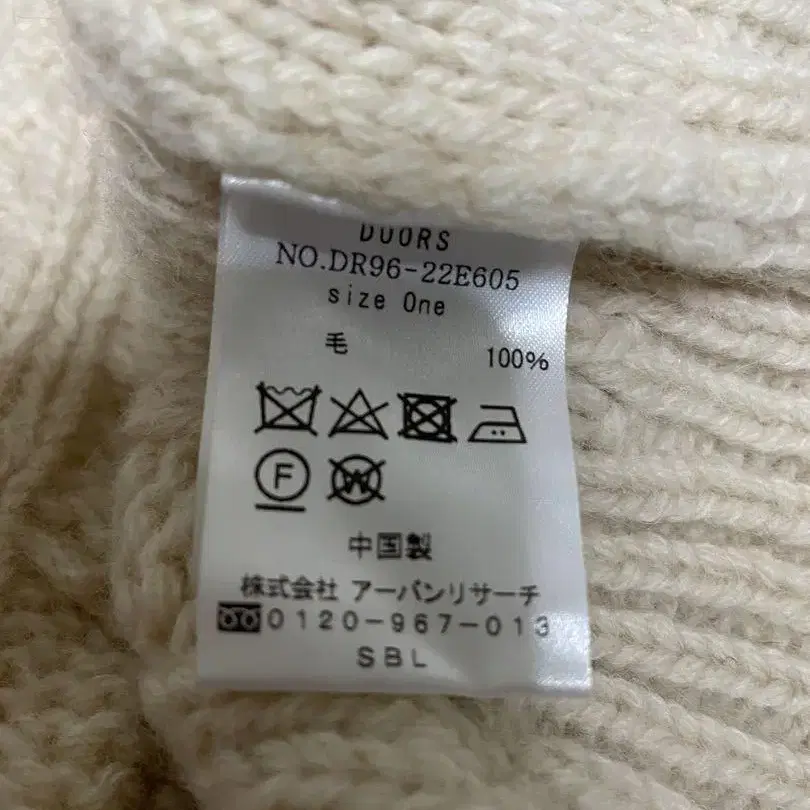 DOORS
NO.DR96-22E605
size One
毛 100%
F W
中国製
株式会社 アーバンリサーチ
0120-967-013
SBL